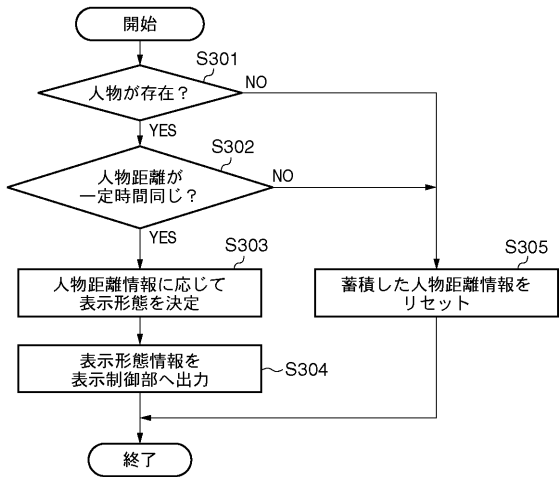 開始
S301
人物が存在？
NO
YES
S302
人物距離が
一定時間同じ？
NO
YES
S303
人物距離情報に応じて
表示形態を決定
S305
蓄積した人物距離情報を
リセット
表示形態情報を
表示制御部へ出力
S304
終了